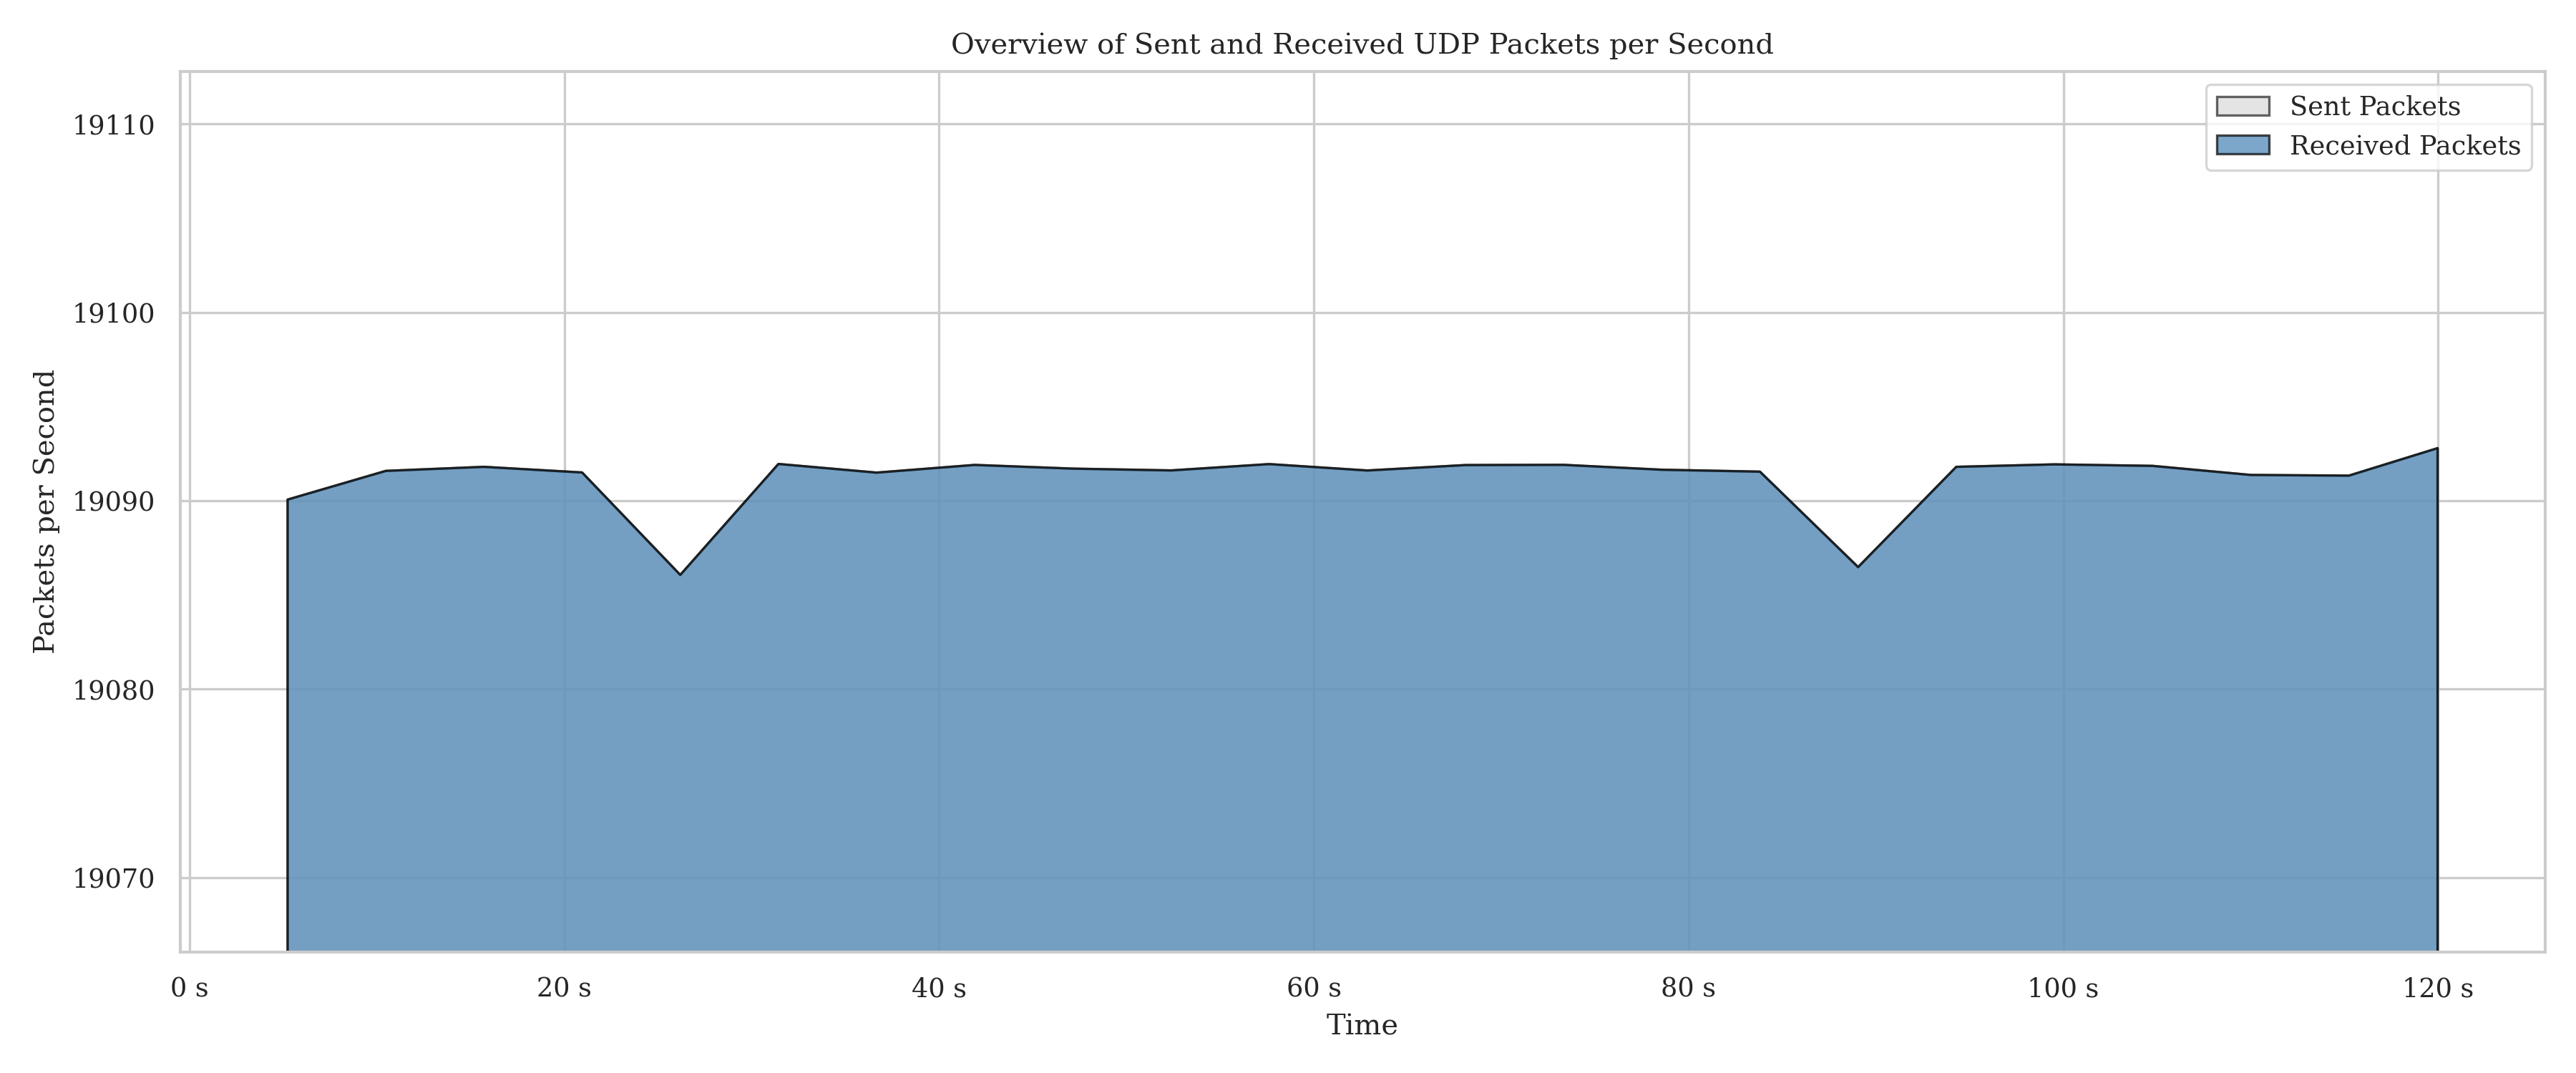 Overview of Sent and Received UDP Packets per Second
Sent Packets
Received Packets
Packets per Second
19110
19100
19090
19080
19070
0 s
20 s
40 s
60 s
80 s
100 s
120 s
Time